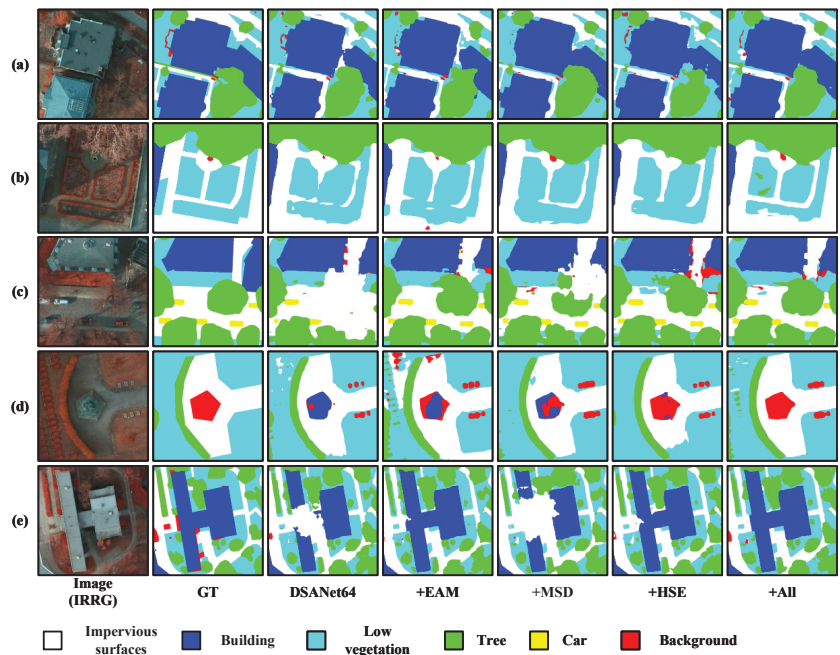 (a)
(b)
(c)
(d)
(e)
Image
(IRRG)
GT
DSANet64
+EAM
+MSD
+HSE
+All
Impervious
surfaces
Building
Low
vegetation
Tree
Car
Background